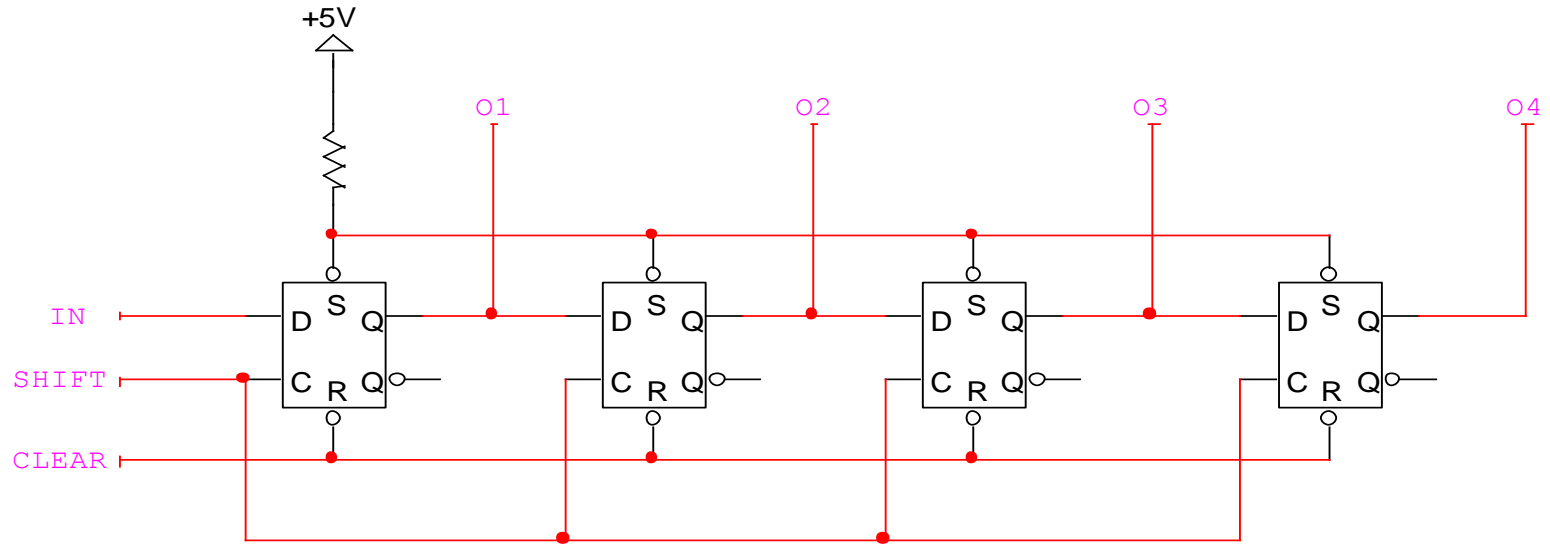 +5V
O1 O2 O3 O4
S S S S
IN D Q D Q D Q D Q
SHIFT C R Q C R Q C R Q C R Q
CLEAR